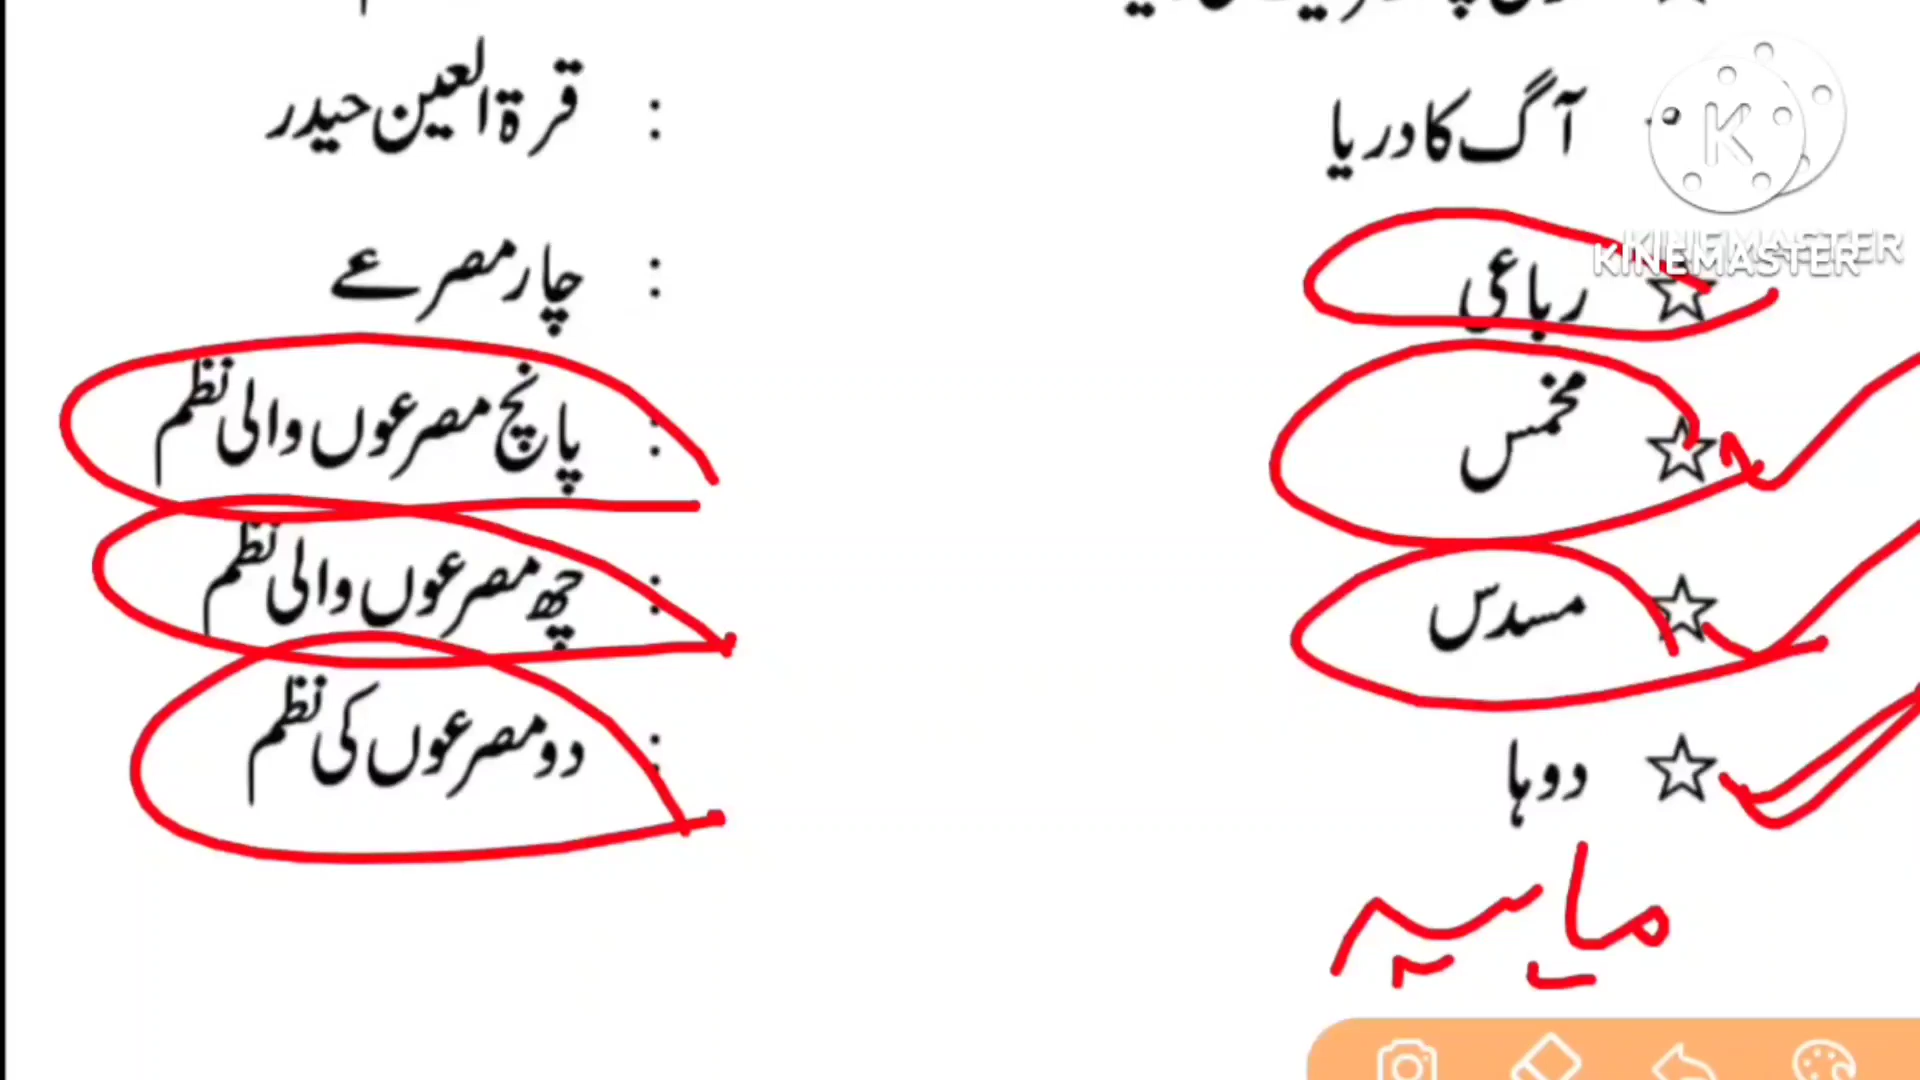 آگ کا دریا : قرۃ العین حیدر
☆ رباعی : چار مصرعے
☆ مخمس : پانچ مصرعوں والی نظم
☆ مسدس : چھ مصرعوں والی نظم
☆ دوہا : دو مصرعوں کی نظم
K
KINEMASTER
KINEMASTER